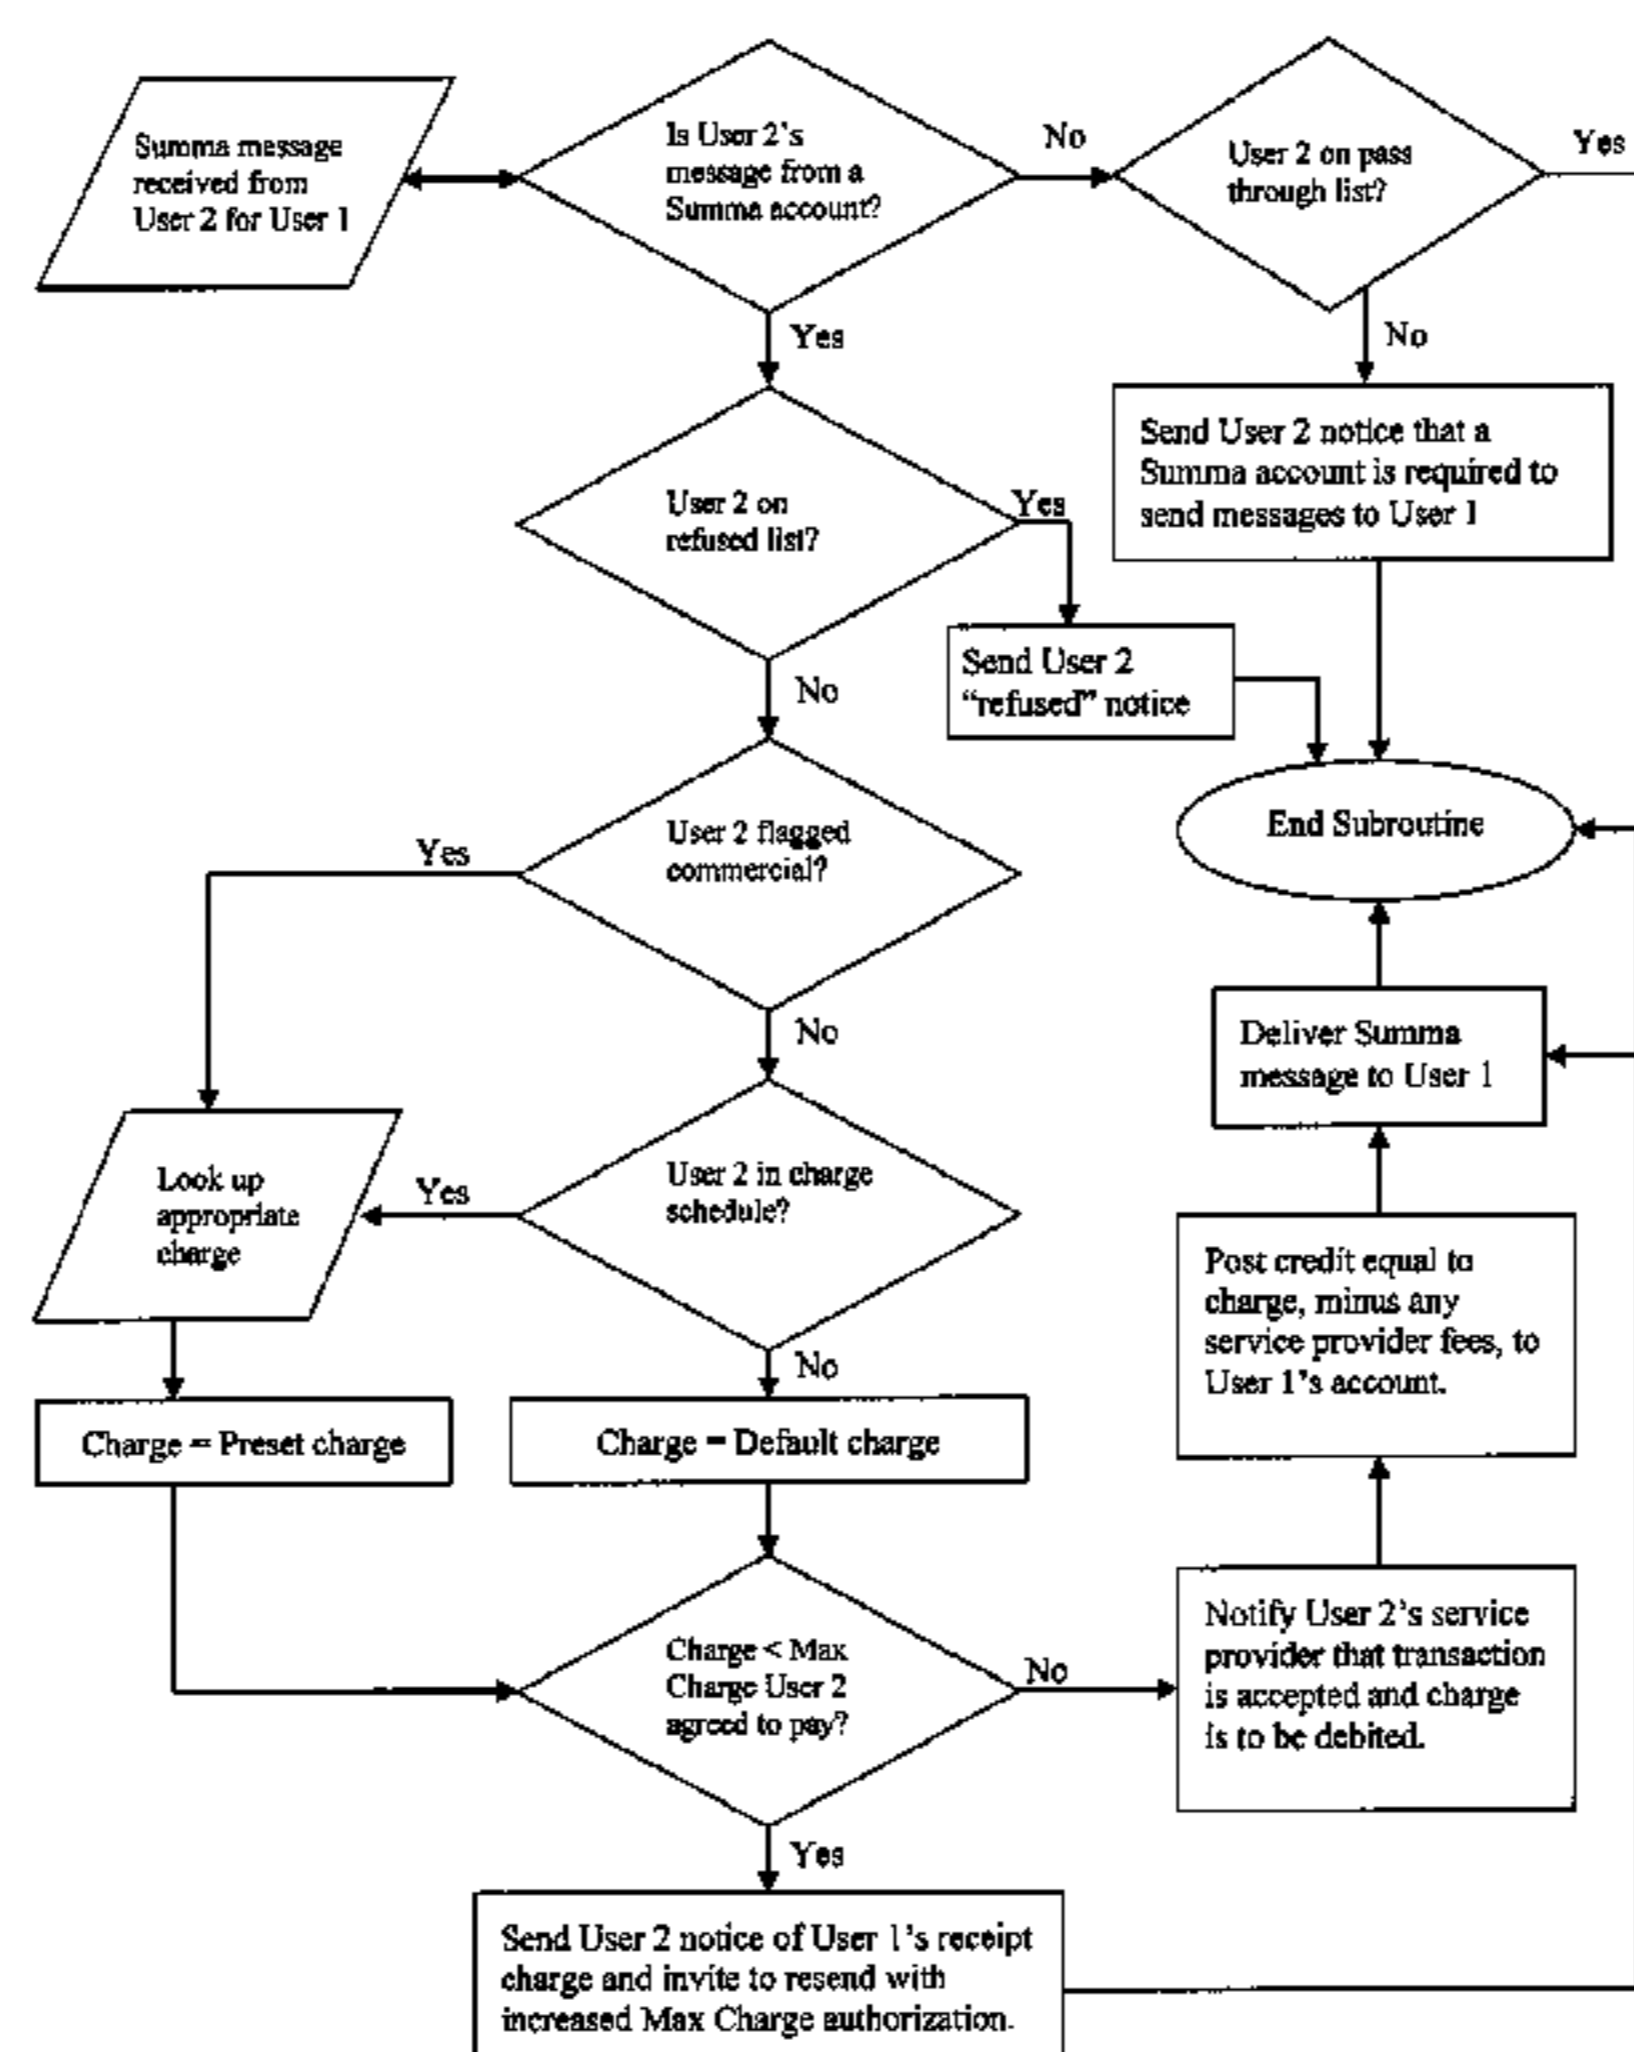 Summa message
received from
User 2 for User 1
Is User 2's
message from a
Summa account?
No
User 2 on pass
through list?
Yes
Yes
No
Send User 2 notice that a
Summa account is required to
send messages to User 1
User 2 on
refused list?
Yes
Send User 2
“refused” notice
No
End Subroutine
User 2 flagged
commercial?
Yes
No
Deliver Summa
message to User 1
User 2 in charge
schedule?
Yes
Look up
appropriate
charge
No
Post credit equal to
charge, minus any
service provider fees, to
User 1's account.
Charge = Preset charge
Charge = Default charge
Charge < Max
Charge User 2
agreed to pay?
No
Notify User 2's service
provider that transaction
is accepted and charge
is to be debited.
Yes
Send User 2 notice of User 1's receipt
charge and invite to resend with
increased Max Charge authorization.